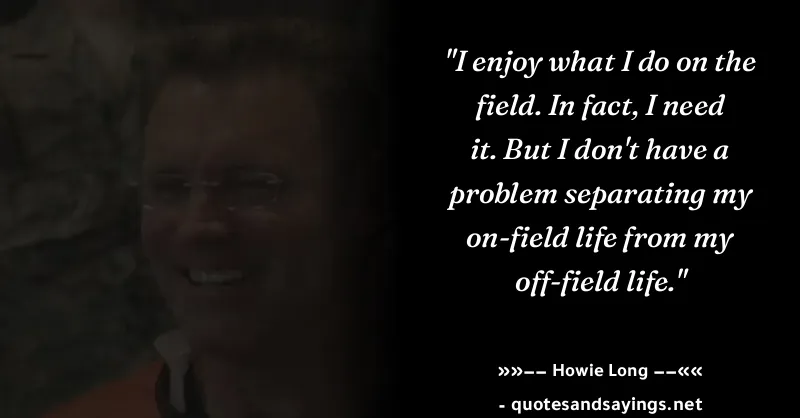 "I enjoy what I do on the
field. In fact, I need
it. But I don't have a
problem separating my
on-field life from my
off-field life."
»»–– Howie Long ––««
- quotesandsayings.net